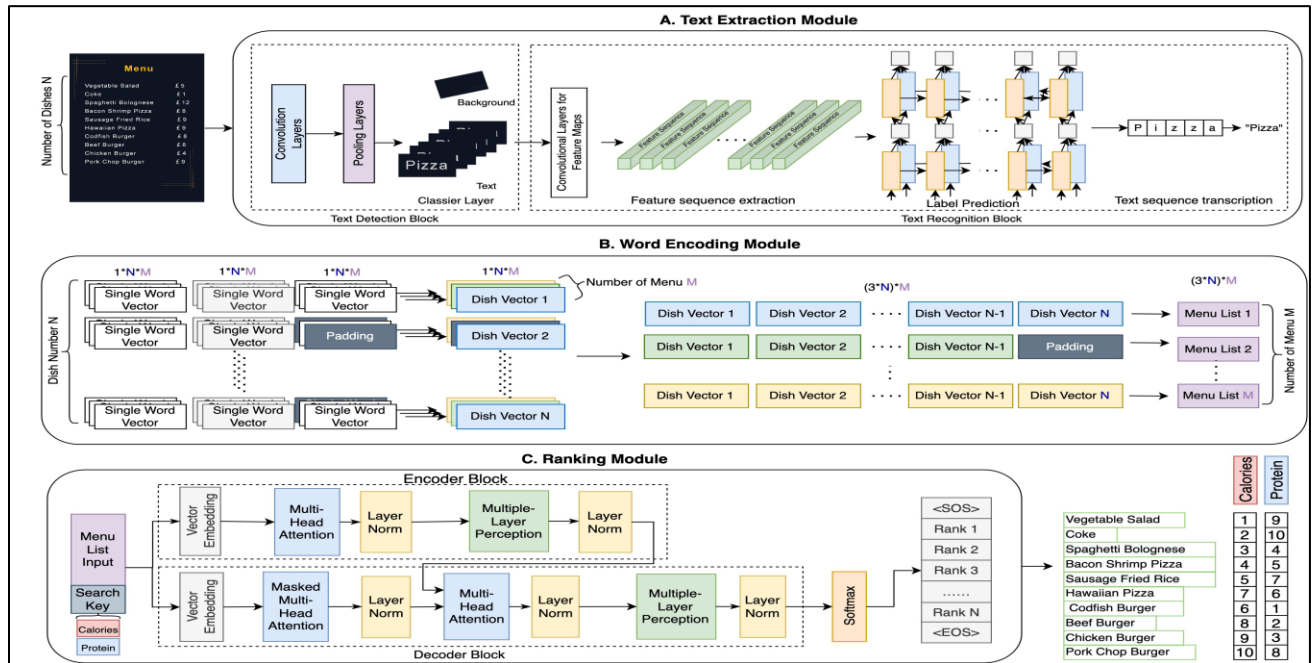 A. Text Extraction Module
Number of Dishes N
Menu
Vegetable Salad £ 5
Coke £ 1
Spaghetti Bolognese £ 12
Bacon Shrimp Pizza £ 8
Sausage Fried Rice £ 9
Hawaiian Pizza £ 9
Codfish Burger £ 8
Beef Burger £ 8
Chicken Burger £ 4
Pork Chop Burger £ 9
Convolution Layers
Pooling Layers
Background
Pizza
Text
Classier Layer
Text Detection Block
Convolutional Layers for Feature Maps
Feature Sequence
Feature Sequence
Feature Sequence
Feature Sequence
Feature Sequence
Feature Sequence
Feature sequence extraction
Label Prediction
Text Recognition Block
P i z z a
"Pizza"
Text sequence transcription
B. Word Encoding Module
Dish Number N
1*N*M 1*N*M 1*N*M 1*N*M
Single Word Vector Single Word Vector Single Word Vector Dish Vector 1
Number of Menu M
Single Word Vector Single Word Vector Padding Dish Vector 2
Single Word Vector Single Word Vector Single Word Vector Dish Vector N
(3*N)*M (3*N)*M
Dish Vector 1 Dish Vector 2 Dish Vector N-1 Dish Vector N Menu List 1
Dish Vector 1 Dish Vector 2 Dish Vector N-1 Padding Menu List 2
Dish Vector 1 Dish Vector 2 Dish Vector N-1 Dish Vector N Menu List M
Number of Menu M
C. Ranking Module
Encoder Block
Menu List Input
Search Key
Calories
Protein
Vector Embedding
Multi-Head Attention
Layer Norm
Multiple-Layer Perception
Layer Norm
Vector Embedding
Masked Multi-Head Attention
Layer Norm
Multi-Head Attention
Layer Norm
Multiple-Layer Perception
Layer Norm
Decoder Block
Softmax
<SOS>
Rank 1
Rank 2
Rank 3
......
Rank N
<EOS>
Calories Protein
Vegetable Salad 1 9
Coke 2 10
Spaghetti Bolognese 3 4
Bacon Shrimp Pizza 4 5
Sausage Fried Rice 5 7
Hawaiian Pizza 7 6
Codfish Burger 6 1
Beef Burger 8 2
Chicken Burger 9 3
Pork Chop Burger 10 8